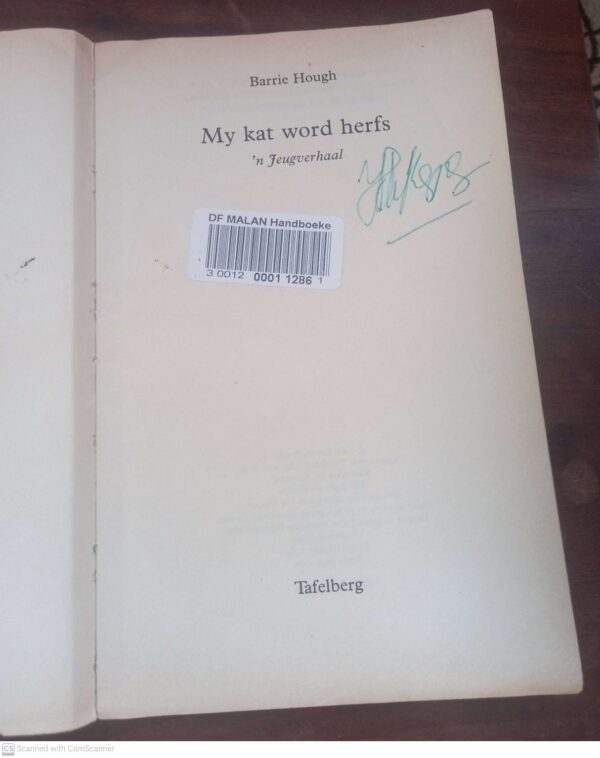 Barrie Hough
My kat word herfs
'n Jeugverhaal
DF MALAN Handboeke
3 0012 0001 1286 1
Tafelberg
CS Scanned with CamScanner